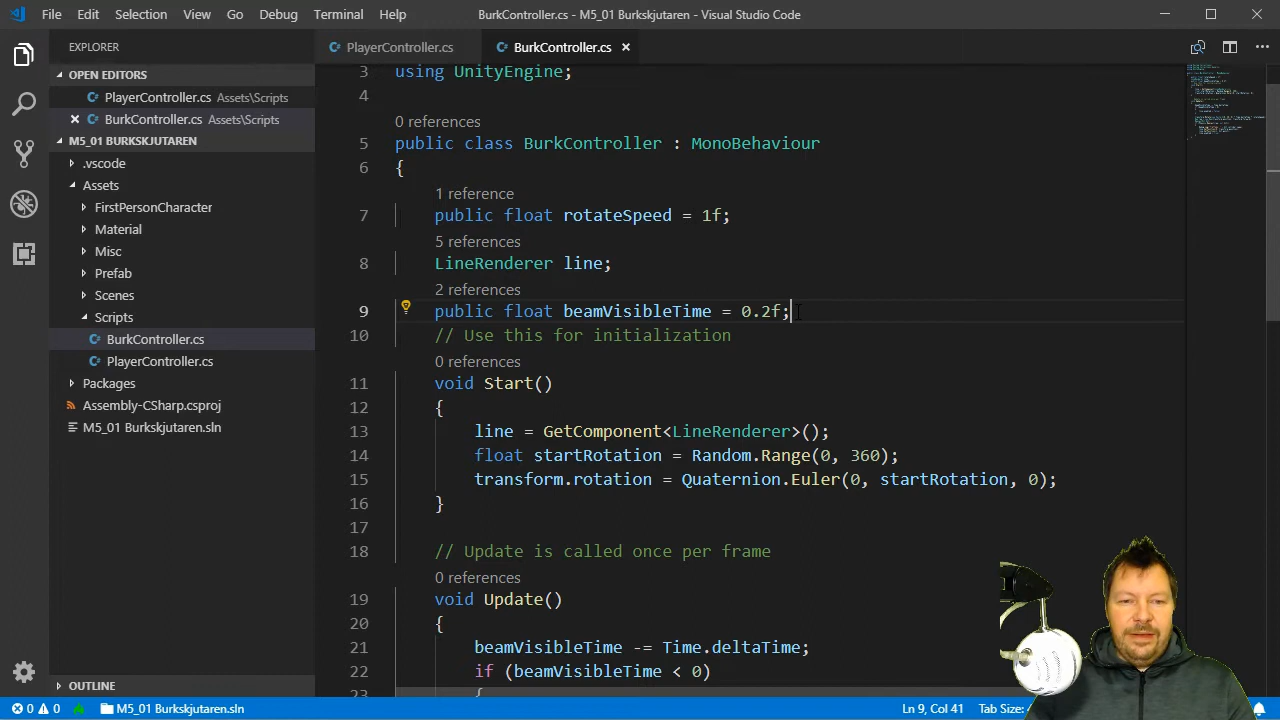 File Edit Selection View Go Debug Terminal Help BurkController.cs - M5_01 Burkskjutaren - Visual Studio Code
EXPLORER
OPEN EDITORS
PlayerController.cs Assets\Scripts
BurkController.cs Assets\Scripts
M5_01 BURKSKJUTAREN
.vscode
Assets
FirstPersonCharacter
Material
Misc
Prefab
Scenes
Scripts
BurkController.cs
PlayerController.cs
Packages
Assembly-CSharp.csproj
M5_01 Burkskjutaren.sln
OUTLINE
PlayerController.cs BurkController.cs
3 using UnityEngine;
4
0 references
5 public class BurkController : MonoBehaviour
6 {
1 reference
7 public float rotateSpeed = 1f;
5 references
8 LineRenderer line;
2 references
9 public float beamVisibleTime = 0.2f;
10 // Use this for initialization
0 references
11 void Start()
12 {
13 line = GetComponent<LineRenderer>();
14 float startRotation = Random.Range(0, 360);
15 transform.rotation = Quaternion.Euler(0, startRotation, 0);
16 }
17
18 // Update is called once per frame
0 references
19 void Update()
20 {
21 beamVisibleTime -= Time.deltaTime;
22 if (beamVisibleTime < 0)
23 {
0 0 M5_01 Burkskjutaren.sln Ln 9, Col 41 Tab Size: